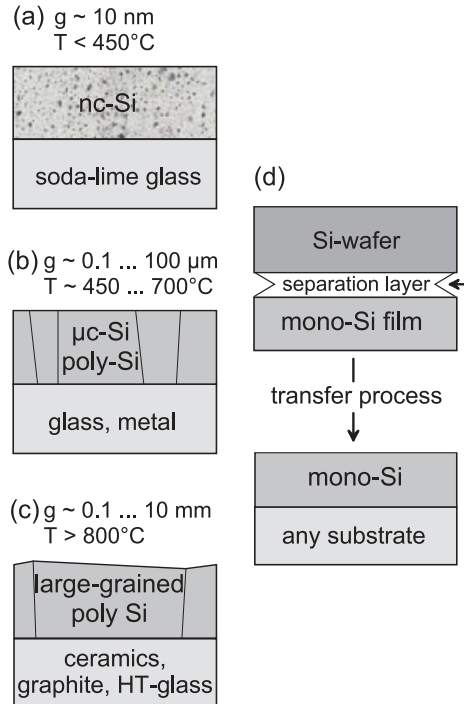 (a) g ~ 10 nm
T < 450°C
nc-Si
soda-lime glass
(b) g ~ 0.1 ... 100 µm
T ~ 450 ... 700°C
µc-Si
poly-Si
glass, metal
(c) g ~ 0.1 ... 10 mm
T > 800°C
large-grained
poly Si
ceramics,
graphite, HT-glass
(d)
Si-wafer
separation layer
mono-Si film
transfer process
mono-Si
any substrate